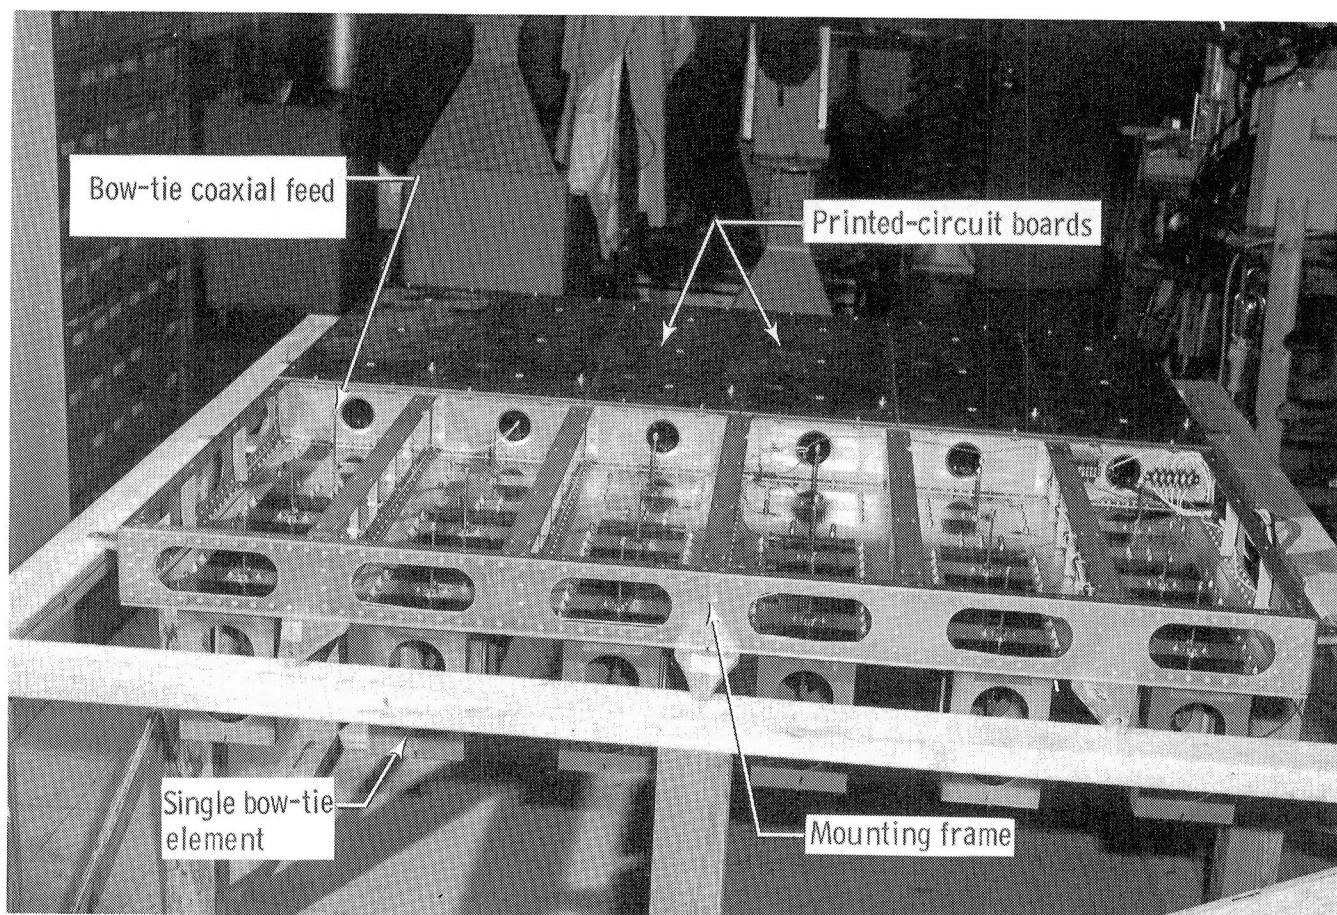 Bow-tie coaxial feed
Printed-circuit boards
Single bow-tie
element
Mounting frame